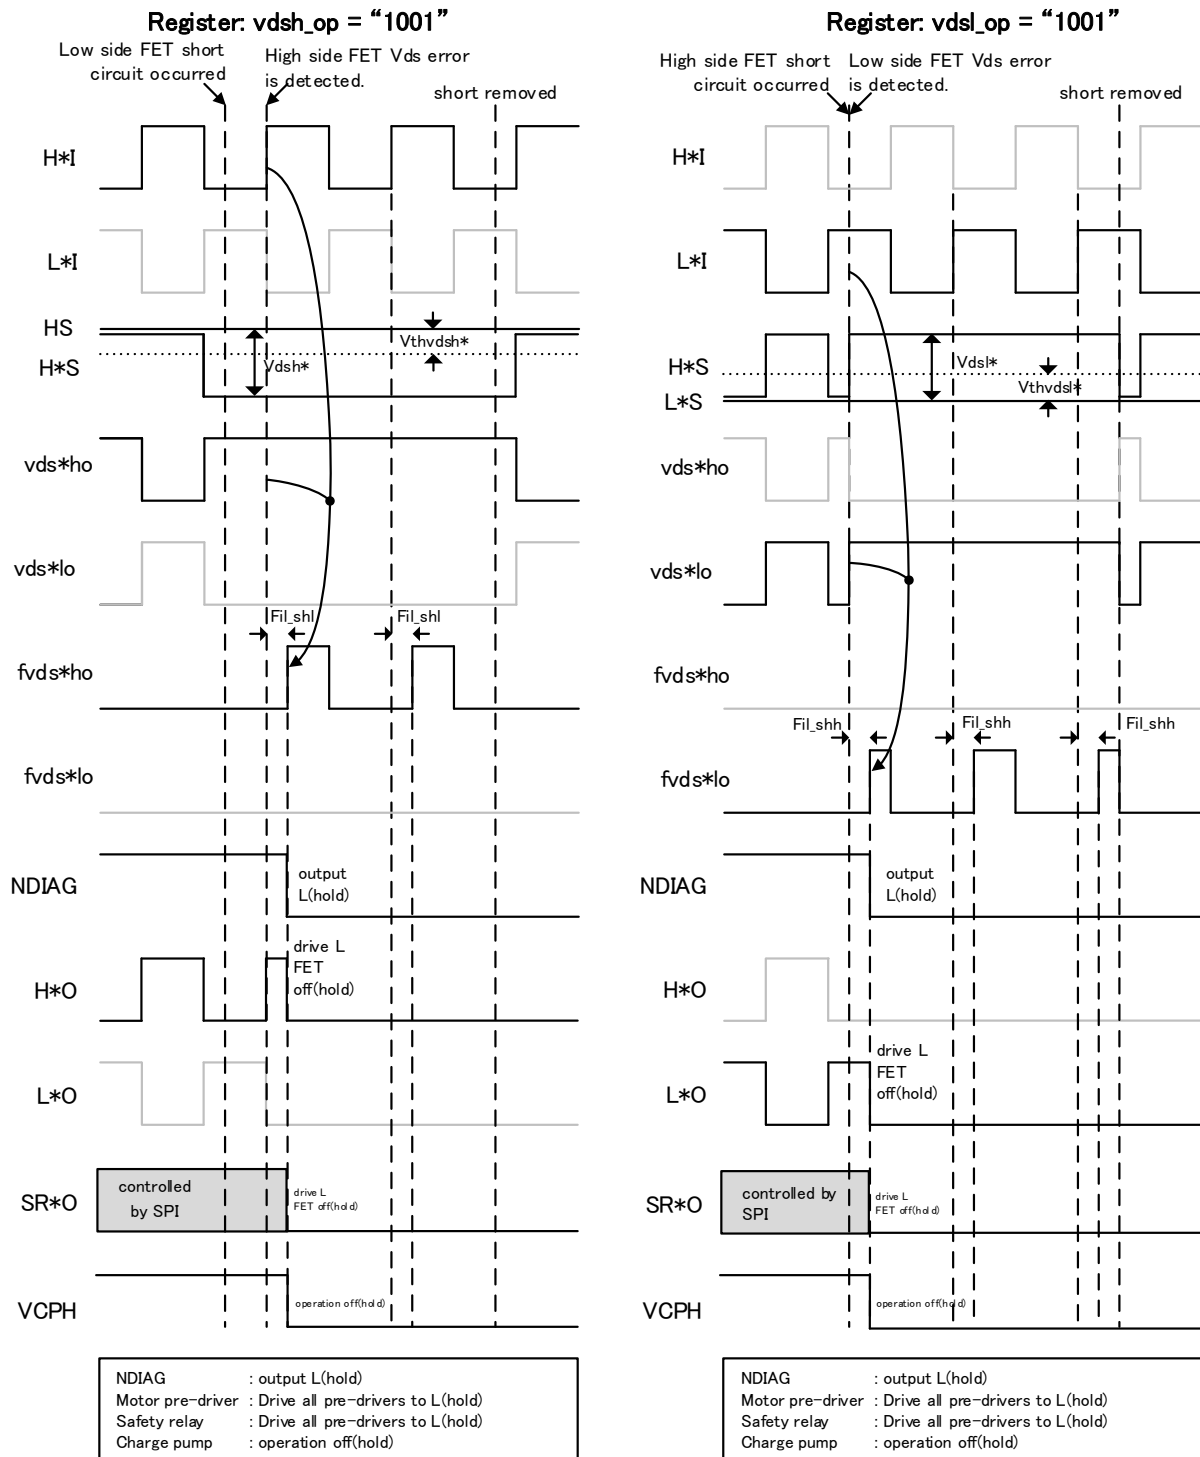 Register: vdsh_op = “1001”
Low side FET short
circuit occurred
High side FET Vds error
is detected.
short removed
H*I
L*I
HS
H*S
Vthvdsh*
Vdsh*
vds*ho
vds*lo
Fil_shl
Fil_shl
fvds*ho
fvds*lo
NDIAG
output
L(hold)
H*O
drive L
FET
off(hold)
L*O
SR*O
controlled
by SPI
drive L
FET off(hold)
VCPH
operation off(hold)
NDIAG : output L(hold)
Motor pre-driver : Drive all pre-drivers to L(hold)
Safety relay : Drive all pre-drivers to L(hold)
Charge pump : operation off(hold)
Register: vdsl_op = “1001”
High side FET short
circuit occurred
Low side FET Vds error
is detected.
short removed
H*I
L*I
H*S
L*S
Vdsl*
Vthvdsl*
vds*ho
vds*lo
fvds*ho
Fil_shh
Fil_shh
Fil_shh
fvds*lo
NDIAG
output
L(hold)
H*O
L*O
drive L
FET
off(hold)
SR*O
controlled by
SPI
drive L
FET off(hold)
VCPH
operation off(hold)
NDIAG : output L(hold)
Motor pre-driver : Drive all pre-drivers to L(hold)
Safety relay : Drive all pre-drivers to L(hold)
Charge pump : operation off(hold)